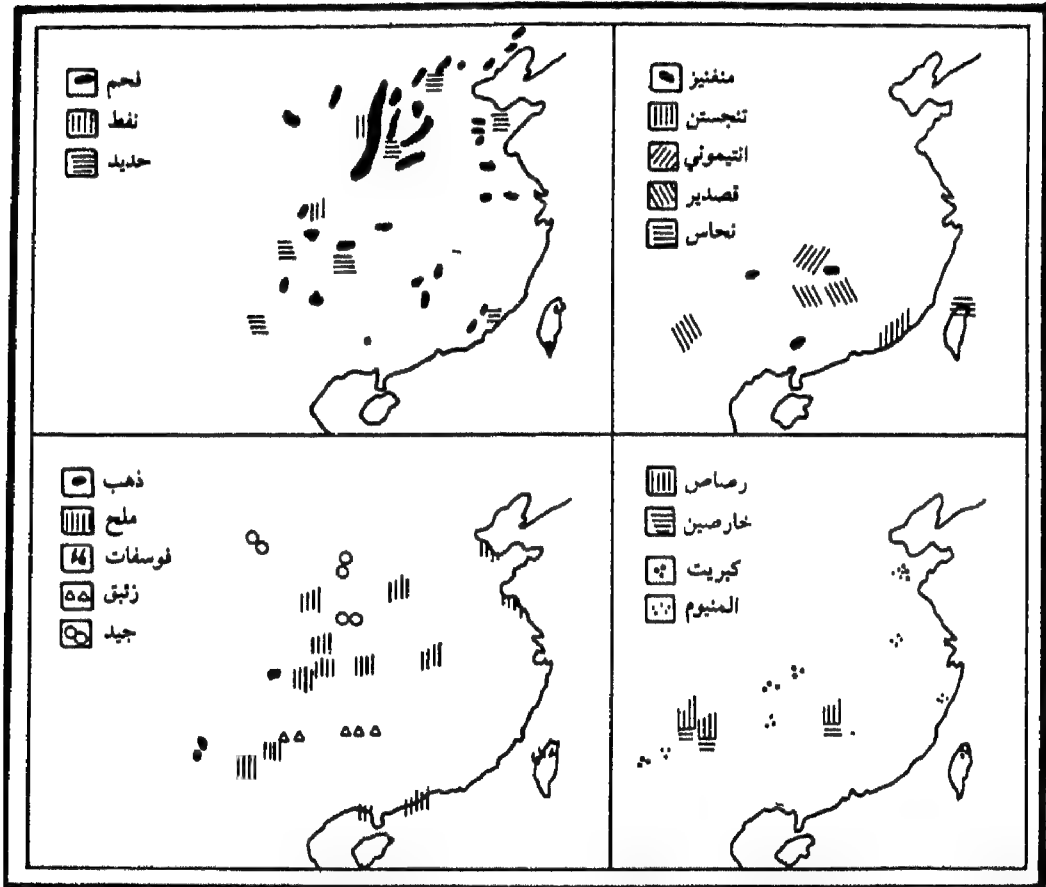 فحم
نفط
حديد
منغنيز
تنجستن
انتيموني
قصدير
نحاس
ذهب
ملح
فوسفات
زئبق
جيد
رصاص
خارصين
كبريت
المنيوم